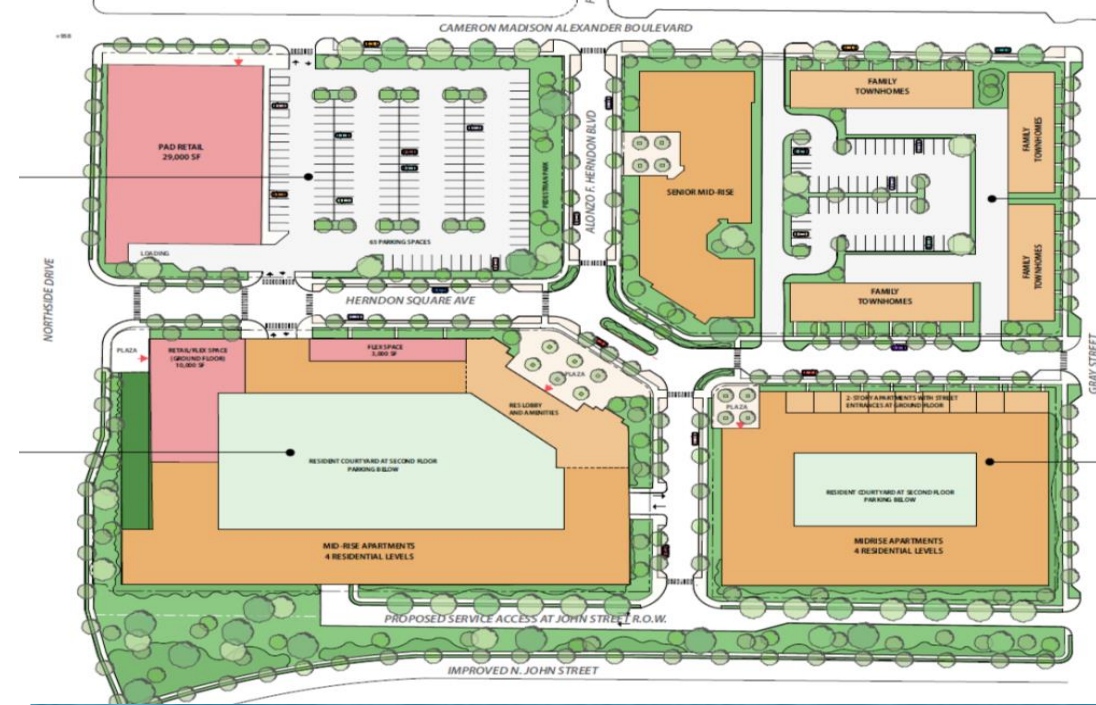 CAMERON MADISON ALEXANDER BOULEVARD
PAD RETAIL
29,000 SF
LOADING
65 PARKING SPACES
PEDESTRIAN PARK
ALONZO F. HERNDON BLVD
SENIOR MID-RISE
FAMILY
TOWNHOMES
FAMILY
TOWNHOMES
FAMILY
TOWNHOMES
FAMILY
TOWNHOMES
NORTHSIDE DRIVE
HERNDON SQUARE AVE
GRAY STREET
PLAZA
RETAIL/FLEX SPACE
(GROUND FLOOR)
10,000 SF
FLEX SPACE
3,000 SF
PLAZA
RES LOBBY
AND AMENITIES
RESIDENT COURTYARD AT SECOND FLOOR
PARKING BELOW
MID-RISE APARTMENTS
4 RESIDENTIAL LEVELS
PLAZA
2-STORY APARTMENTS WITH STREET
ENTRANCES AT GROUND FLOOR
RESIDENT COURTYARD AT SECOND FLOOR
PARKING BELOW
MIDRISE APARTMENTS
4 RESIDENTIAL LEVELS
PROPOSED SERVICE ACCESS AT JOHN STREET R.O.W.
IMPROVED N. JOHN STREET